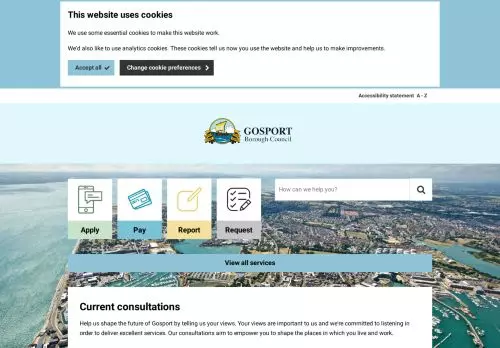 This website uses cookies
We use some essential cookies to make this website work.
We'd also like to use analytics cookies. These cookies tell us now you use the website and help us to make improvements.
Accept all
Change cookie preferences
Accessibility statement A - Z
GOSPORT
Borough Council
How can we help you?
Apply
Pay
Report
Request
View all services
Current consultations
Help us shape the future of Gosport by telling us your views. Your views are important to us and we're committed to listening in
order to deliver excellent services. Our consultations aim to empower you to shape the places in which you live and work.